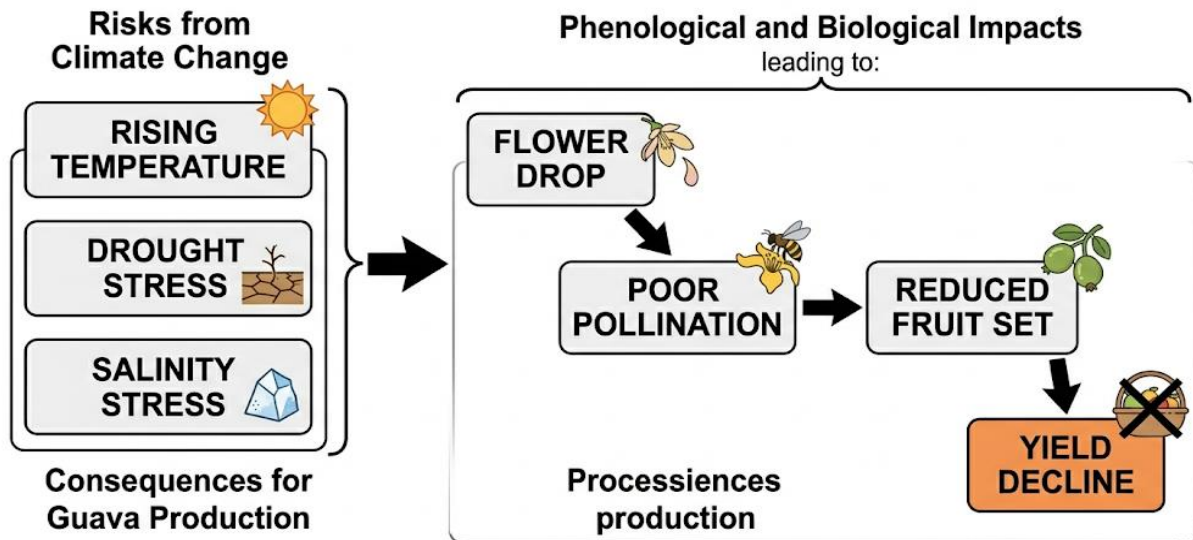 Risks from
Climate Change
RISING
TEMPERATURE
DROUGHT
STRESS
SALINITY
STRESS
Consequences for
Guava Production
Phenological and Biological Impacts
leading to:
FLOWER
DROP
POOR
POLLINATION
REDUCED
FRUIT SET
YIELD
DECLINE
Processiences
production